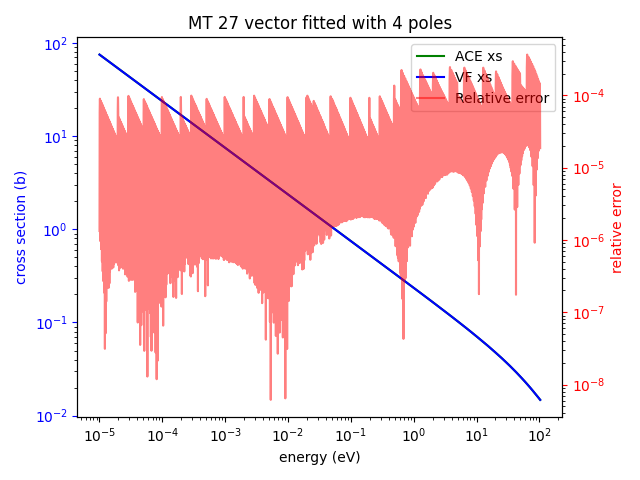 MT 27 vector fitted with 4 poles
ACE xs
VF xs
Relative error
cross section (b)
10^2
10^1
10^0
10^-1
10^-2
relative error
10^-4
10^-5
10^-6
10^-7
10^-8
10^-5 10^-4 10^-3 10^-2 10^-1 10^0 10^1 10^2
energy (eV)